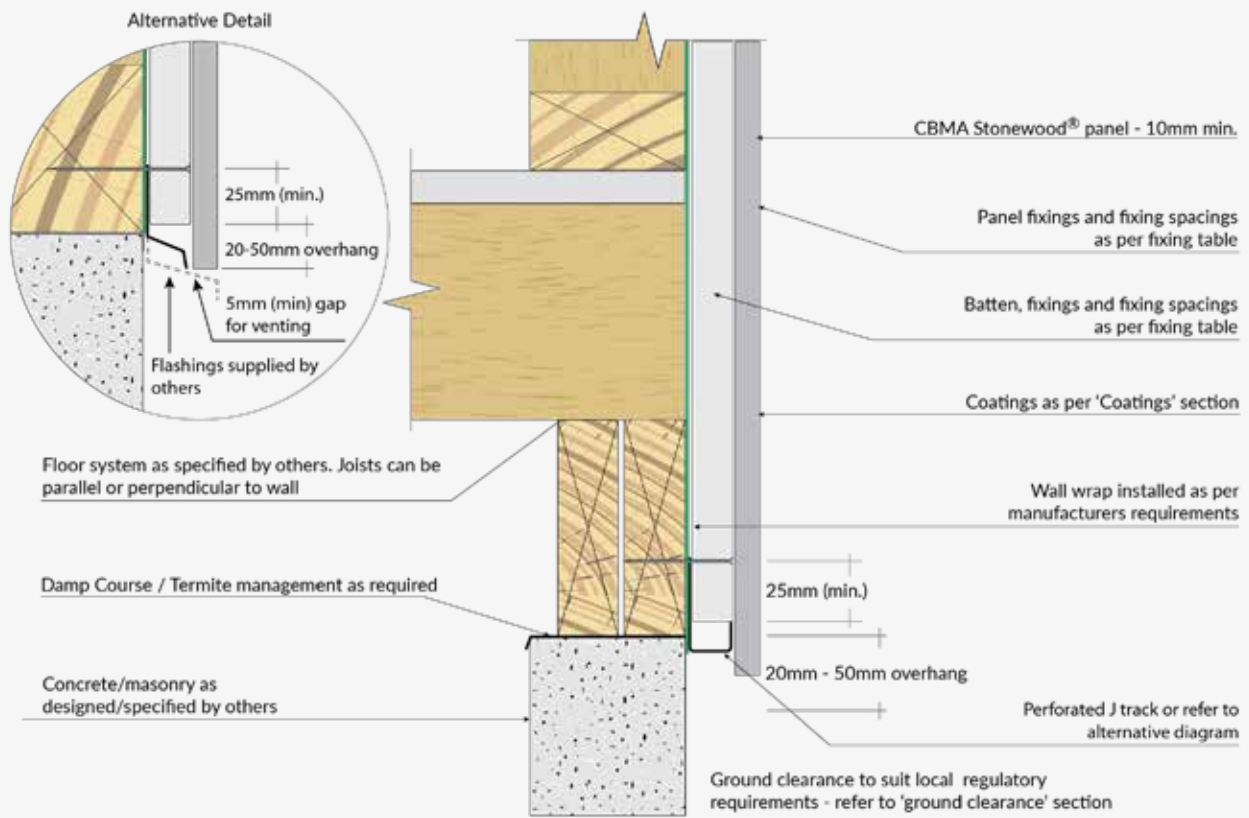 Alternative Detail
25mm (min.)
20-50mm overhang
5mm (min) gap
for venting
Flashings supplied by
others
Floor system as specified by others. Joists can be
parallel or perpendicular to wall
Damp Course / Termite management as required
Concrete/masonry as
designed/specified by others
CBMA Stonewood® panel - 10mm min.
Panel fixings and fixing spacings
as per fixing table
Batten, fixings and fixing spacings
as per fixing table
Coatings as per 'Coatings' section
Wall wrap installed as per
manufacturers requirements
25mm (min.)
20mm - 50mm overhang
Perforated J track or refer to
alternative diagram
Ground clearance to suit local regulatory
requirements - refer to 'ground clearance' section